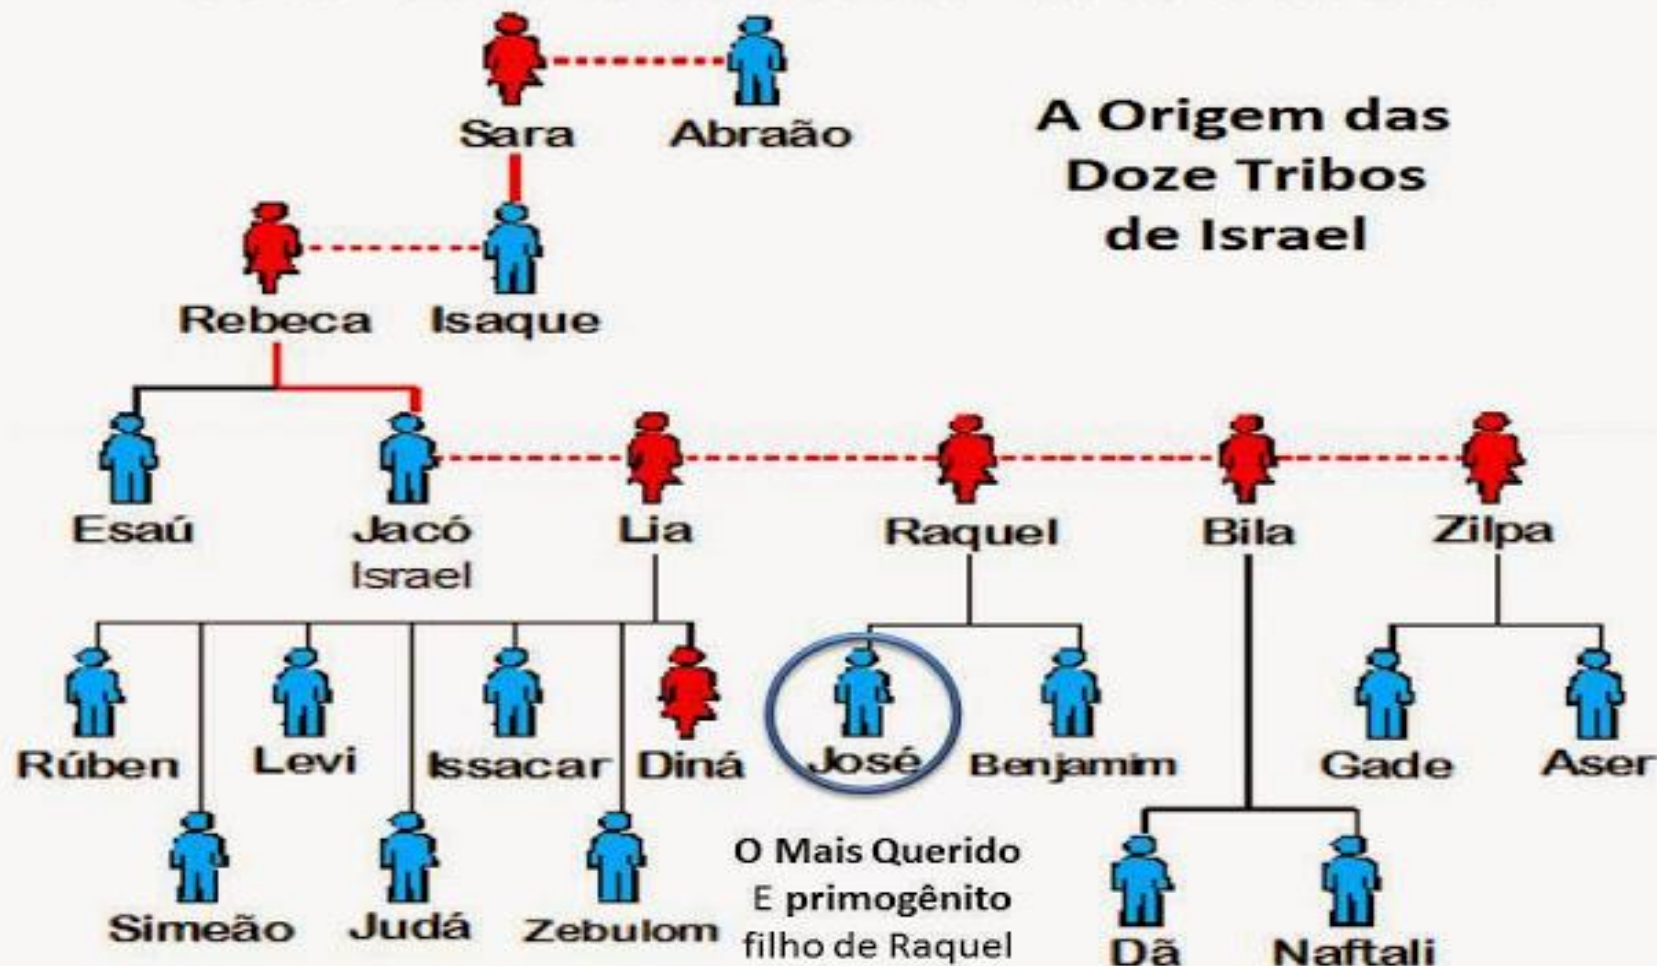 Sara Abraão
A Origem das
Doze Tribos
de Israel
Rebeca Isaque
Esaú Jacó Lia Raquel Bila Zilpa
Israel
Rúben Levi Issacar Diná José Benjamim Gade Aser
O Mais Querido
E primogênito
filho de Raquel
Simeão Judá Zebulom
Dã Naftali